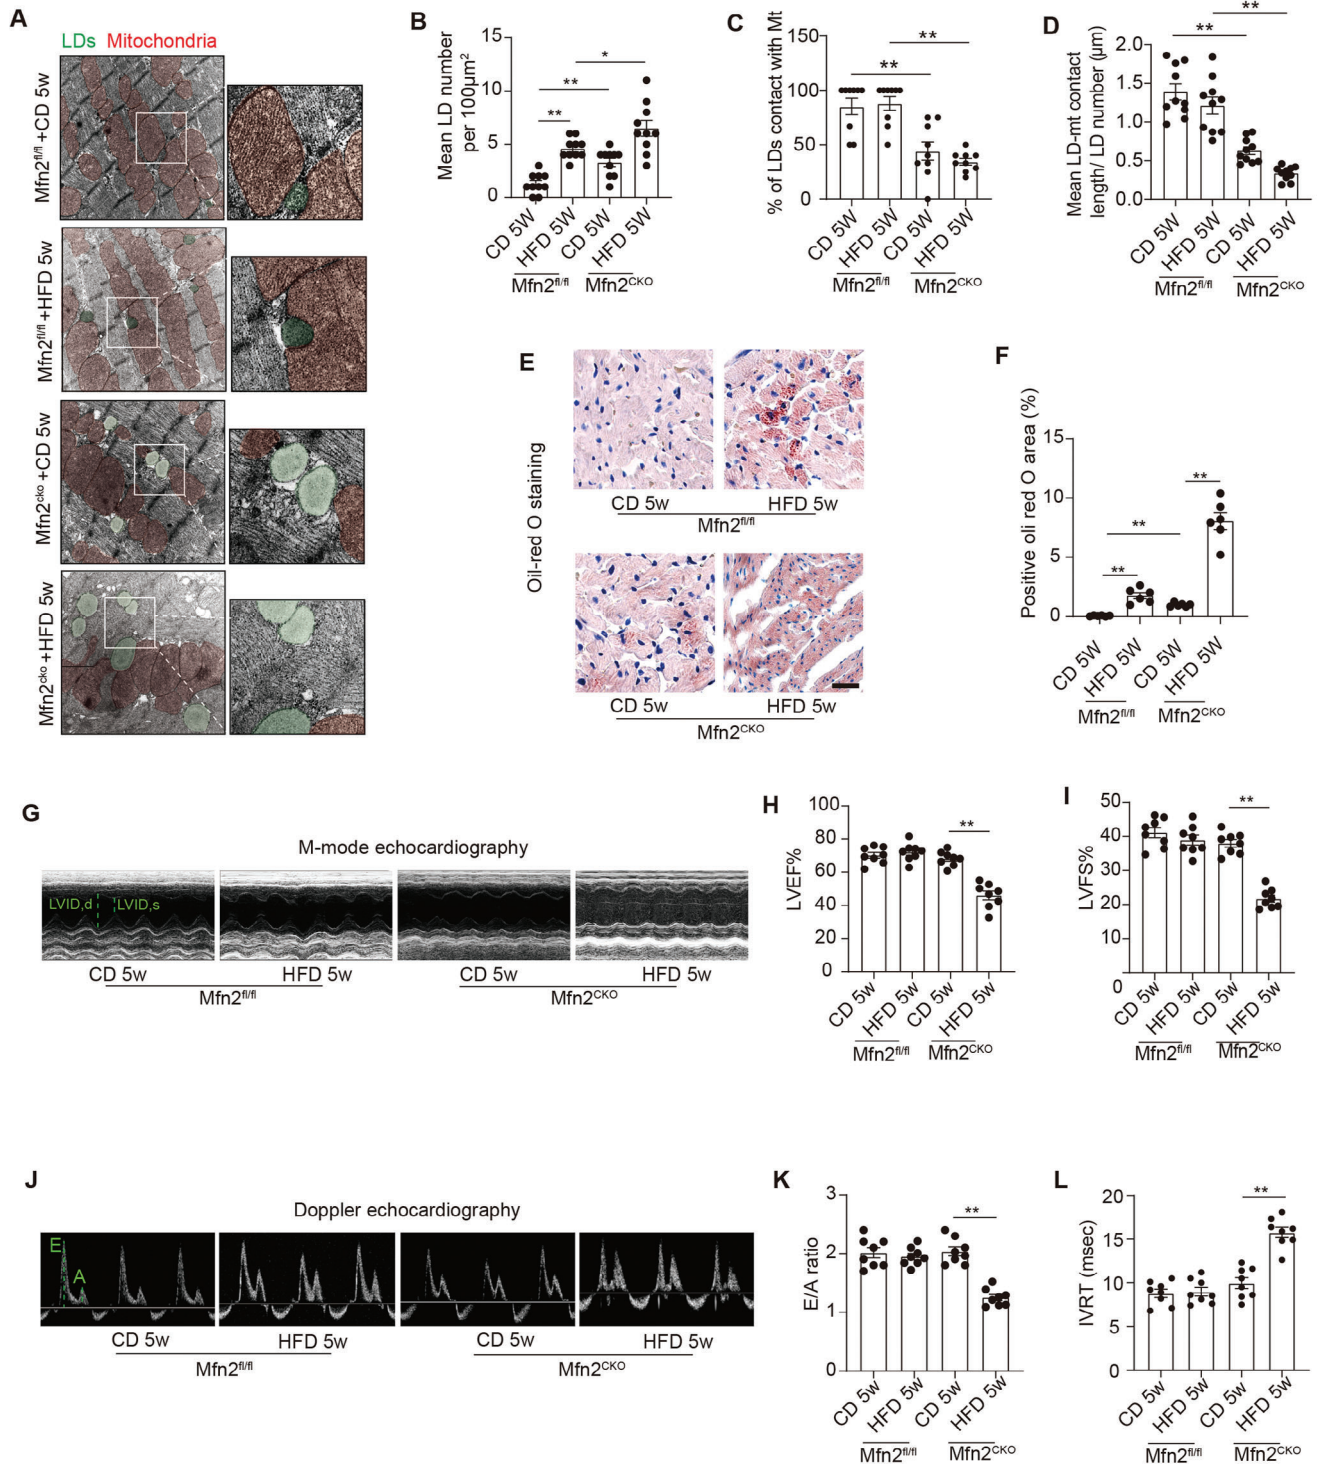 A
LDs Mitochondria
Mfn2fl/fl+CD 5w
Mfn2fl/fl+HFD 5w
Mfn2cko+CD 5w
Mfn2cko+HFD 5w
B
Mean LD number
per 100µm²
15
10
5
0
**
**
*
CD 5W
HFD 5W
CD 5W
HFD 5W
Mfn2fl/fl
Mfn2CKO
C
% of LDs contact with Mt
150
100
50
0
**
**
CD 5W
HFD 5W
CD 5W
HFD 5W
Mfn2fl/fl
Mfn2CKO
D
Mean LD-mt contact
length/ LD number (µm)
2.0
1.5
1.0
0.5
0.0
**
**
CD 5W
HFD 5W
CD 5W
HFD 5W
Mfn2fl/fl
Mfn2CKO
E
Oil-red O staining
CD 5w
HFD 5w
Mfn2fl/fl
CD 5w
HFD 5w
Mfn2CKO
F
Positive oli red O area (%)
15
10
5
0
**
**
**
CD 5W
HFD 5W
CD 5W
HFD 5W
Mfn2fl/fl
Mfn2CKO
G
M-mode echocardiography
LVID,d
LVID,s
CD 5w
HFD 5w
CD 5w
HFD 5w
Mfn2fl/fl
Mfn2CKO
H
LVEF%
100
80
60
40
20
0
**
CD 5w
HFD 5w
CD 5w
HFD 5w
Mfn2fl/fl
Mfn2CKO
I
LVFS%
50
40
30
20
10
0
**
CD 5w
HFD 5w
CD 5w
HFD 5w
Mfn2fl/fl
Mfn2CKO
J
Doppler echocardiography
E
A
CD 5w
HFD 5w
CD 5w
HFD 5w
Mfn2fl/fl
Mfn2CKO
K
E/A ratio
3
2
1
0
**
CD 5w
HFD 5w
CD 5w
HFD 5w
Mfn2fl/fl
Mfn2CKO
L
IVRT (msec)
20
15
10
5
0
**
CD 5w
HFD 5w
CD 5w
HFD 5w
Mfn2fl/fl
Mfn2CKO